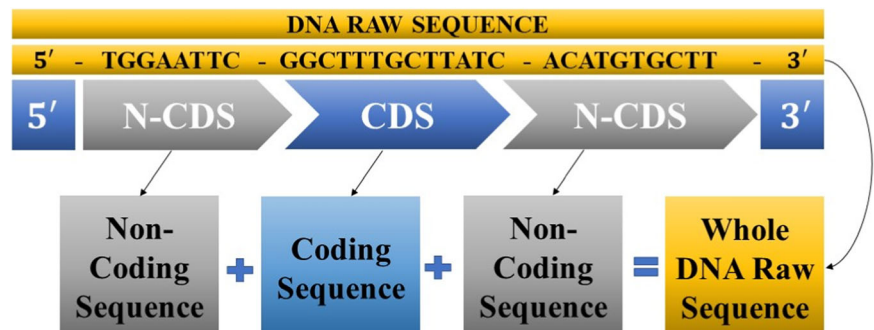 DNA RAW SEQUENCE
5′ - TGGAATTC - GGCTTTGCTTATC - ACATGTGCTT - 3′
5′ N-CDS CDS N-CDS 3′
Non-
Coding
Sequence
+
Coding
Sequence
+
Non-
Coding
Sequence
=
Whole
DNA Raw
Sequence